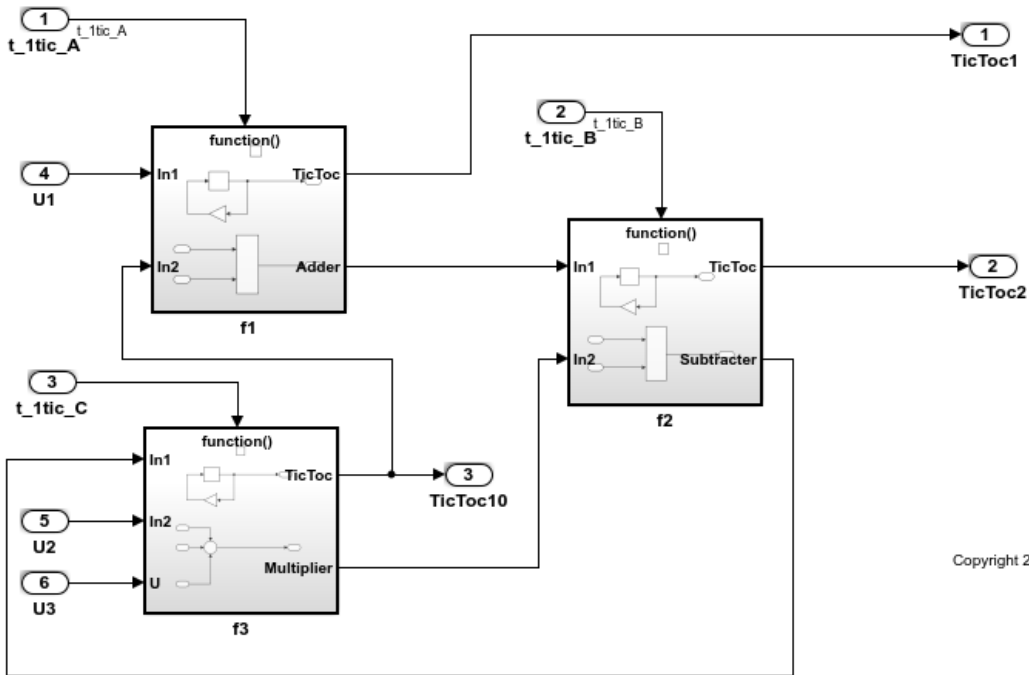 1
t_1tic_A
t_1tic_A
1
TicToc1
function()
2
t_1tic_B
t_1tic_B
4
U1
In1
TicToc
In2
Adder
f1
function()
In1
TicToc
2
TicToc2
In2
Subtracter
f2
3
t_1tic_C
function()
In1
TicToc
3
TicToc10
5
U2
In2
6
U3
U
Multiplier
f3
Copyright 2